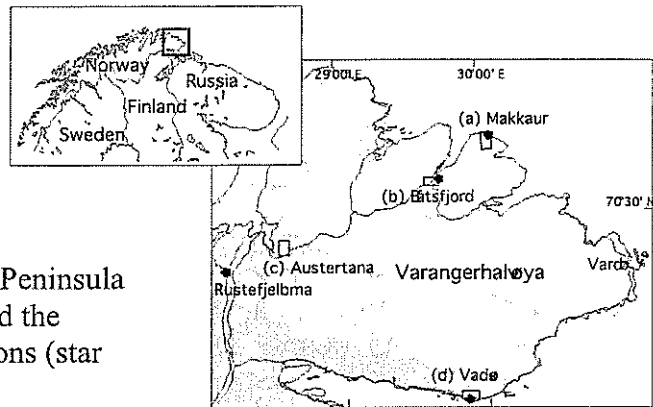 Norway
Russia
Finland
Sweden
29°00'E
30°00' E
(a) Makkaur
(b) Båtsfjord
70°30' N
(c) Austertana
Varangerhaløya
Vardø
Rustefjelbma
(d) Vadsø
Peninsula
d the
ons (star